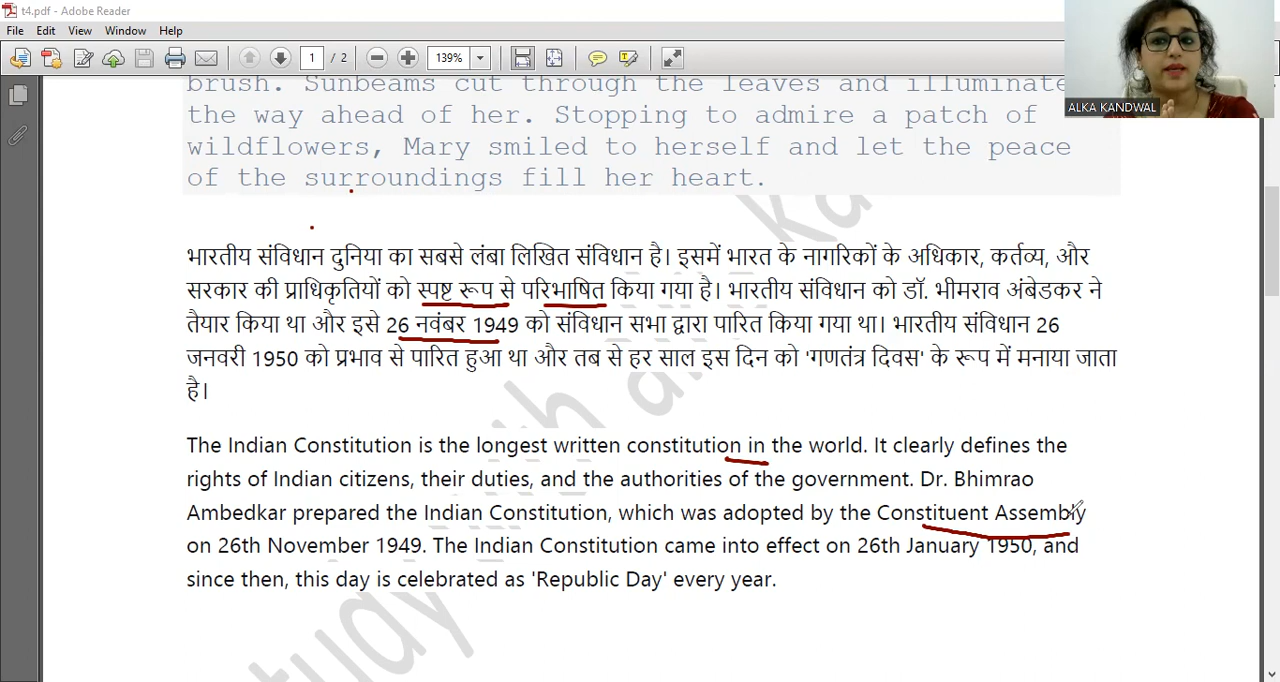 t4.pdf - Adobe Reader
File Edit View Window Help
1 / 2 139%
ALKA KANDWAL
brush. Sunbeams cut through the leaves and illuminate
the way ahead of her. Stopping to admire a patch of
wildflowers, Mary smiled to herself and let the peace
of the surroundings fill her heart.
भारतीय संविधान दुनिया का सबसे लंबा लिखित संविधान है। इसमें भारत के नागरिकों के अधिकार, कर्तव्य, और
सरकार की प्राधिकृतियों को स्पष्ट रूप से परिभाषित किया गया है। भारतीय संविधान को डॉ. भीमराव अंबेडकर ने
तैयार किया था और इसे 26 नवंबर 1949 को संविधान सभा द्वारा पारित किया गया था। भारतीय संविधान 26
जनवरी 1950 को प्रभाव से पारित हुआ था और तब से हर साल इस दिन को 'गणतंत्र दिवस' के रूप में मनाया जाता
है।
The Indian Constitution is the longest written constitution in the world. It clearly defines the
rights of Indian citizens, their duties, and the authorities of the government. Dr. Bhimrao
Ambedkar prepared the Indian Constitution, which was adopted by the Constituent Assembly
on 26th November 1949. The Indian Constitution came into effect on 26th January 1950, and
since then, this day is celebrated as 'Republic Day' every year.